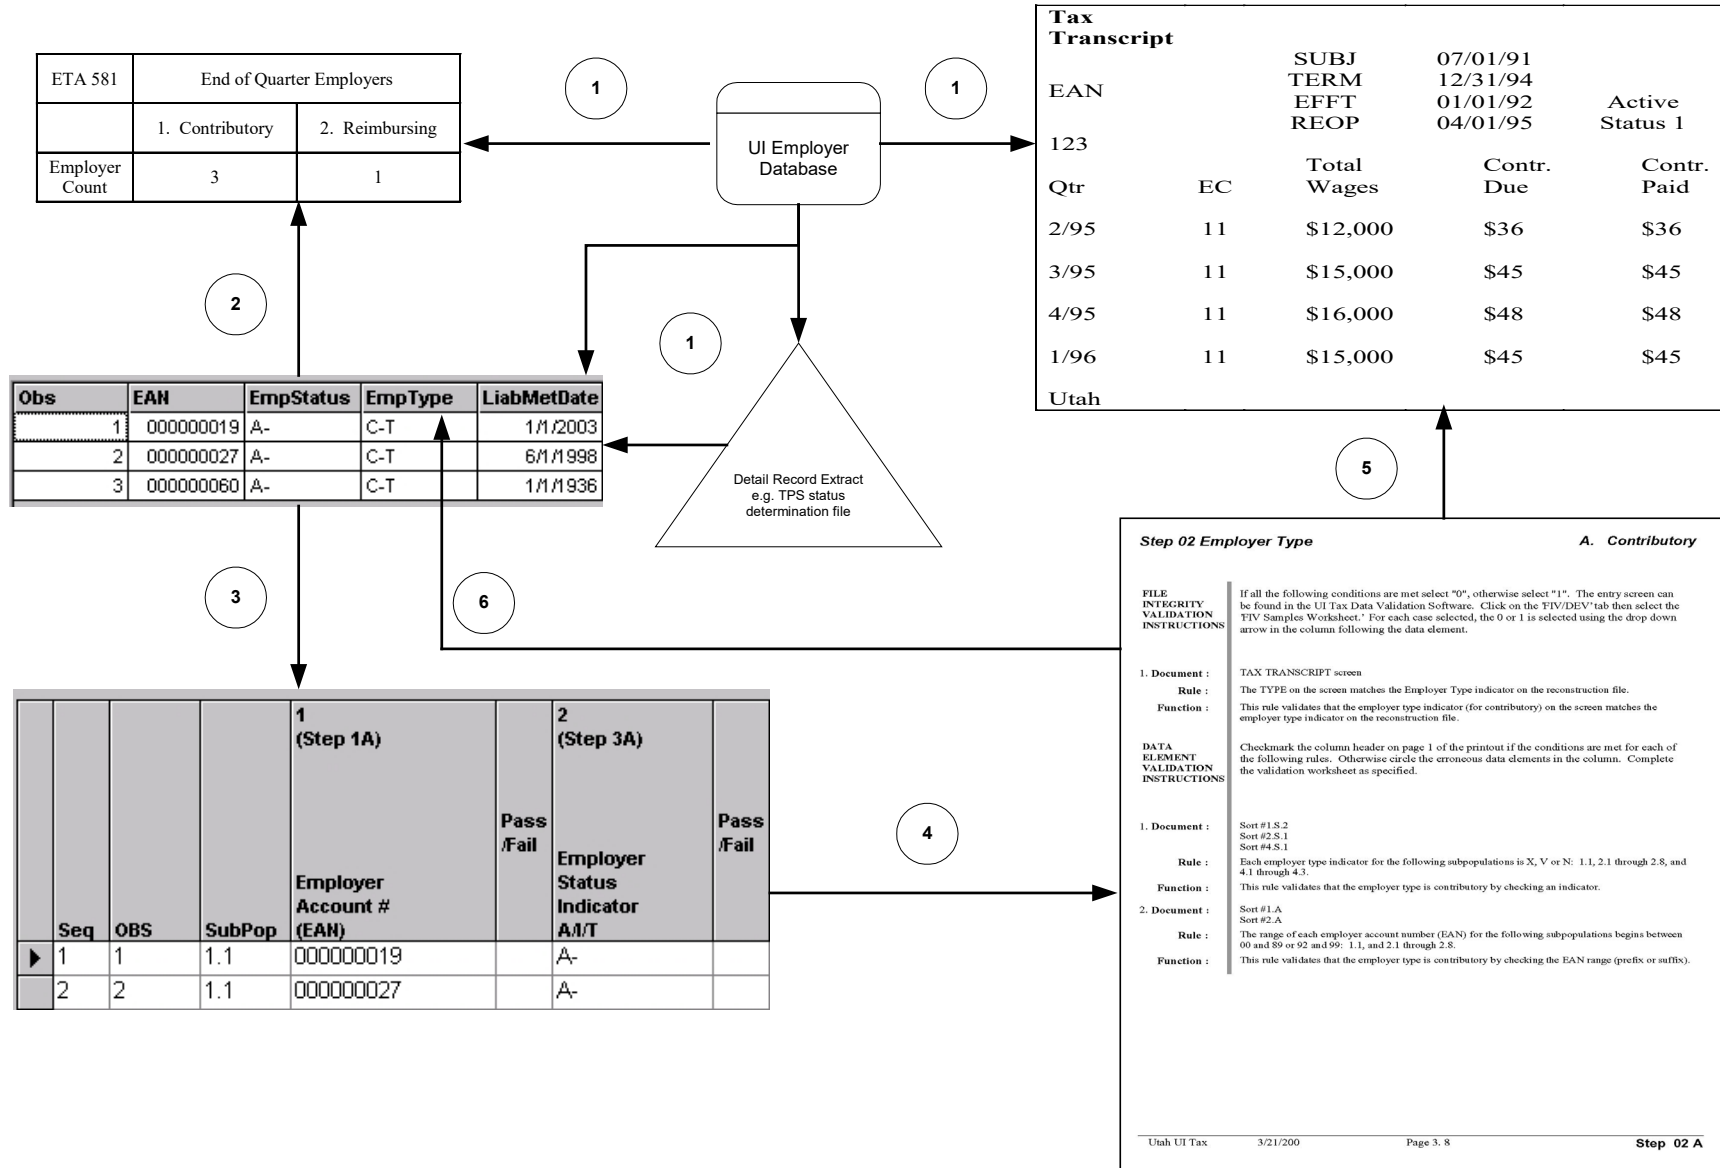 ETA 581 End of Quarter Employers
1. Contributory 2. Reimbursing
Employer
Count
3 1
1
UI Employer
Database
1
Tax
Transcript
SUBJ 07/01/91
TERM 12/31/94
EAN
EFFT 01/01/92 Active
REOP 04/01/95 Status 1
123
Total Contr. Contr.
Qtr EC Wages Due Paid
2/95 11 $12,000 $36 $36
3/95 11 $15,000 $45 $45
4/95 11 $16,000 $48 $48
1/96 11 $15,000 $45 $45
Utah
2
1
Obs EAN EmpStatus EmpType LiabMetDate
1 000000019 A- C-T 1/1/2003
2 000000027 A- C-T 6/1/1998
3 000000060 A- C-T 1/1/1936
Detail Record Extract
e.g. TPS status
determination file
5
3
6
Step 02 Employer Type A. Contributory
FILE
INTEGRITY
VALIDATION
INSTRUCTIONS
If all the following conditions are met select "0", otherwise select "1". The entry screen can
be found in the UI Tax Data Validation Software. Click on the 'FIV/DEV' tab then select the
'FIV Samples Worksheet.' For each case selected, the 0 or 1 is selected using the drop down
arrow in the column following the data element.
1. Document : TAX TRANSCRIPT screen
Rule : The TYPE on the screen matches the Employer Type indicator on the reconstruction file.
Function : This rule validates that the employer type indicator (for contributory) on the screen matches the
employer type indicator on the reconstruction file.
DATA
ELEMENT
VALIDATION
INSTRUCTIONS
Checkmark the column header on page 1 of the printout if the conditions are met for each of
the following rules. Otherwise circle the erroneous data elements in the column. Complete
the validation worksheet as specified.
1. Document : Sort #1.S.2
Sort #2.S.1
Sort #4.S.1
Rule : Each employer type indicator for the following subpopulations is X, V or N: 1.1, 2.1 through 2.8, and
4.1 through 4.3.
Function : This rule validates that the employer type is contributory by checking an indicator.
2. Document : Sort #1.A
Sort #2.A
Rule : The range of each employer account number (EAN) for the following subpopulations begins between
00 and 89 or 92 and 99: 1.1, and 2.1 through 2.8.
Function : This rule validates that the employer type is contributory by checking the EAN range (prefix or suffix).
Utah UI Tax 3/21/200 Page 3. 8 Step 02 A
4
Seq
OBS
SubPop
1
(Step 1A)
Employer
Account #
(EAN)
Pass
/Fail
2
(Step 3A)
Employer
Status
Indicator
A/I/T
Pass
/Fail
1 1 1.1 000000019 A-
2 2 1.1 000000027 A-